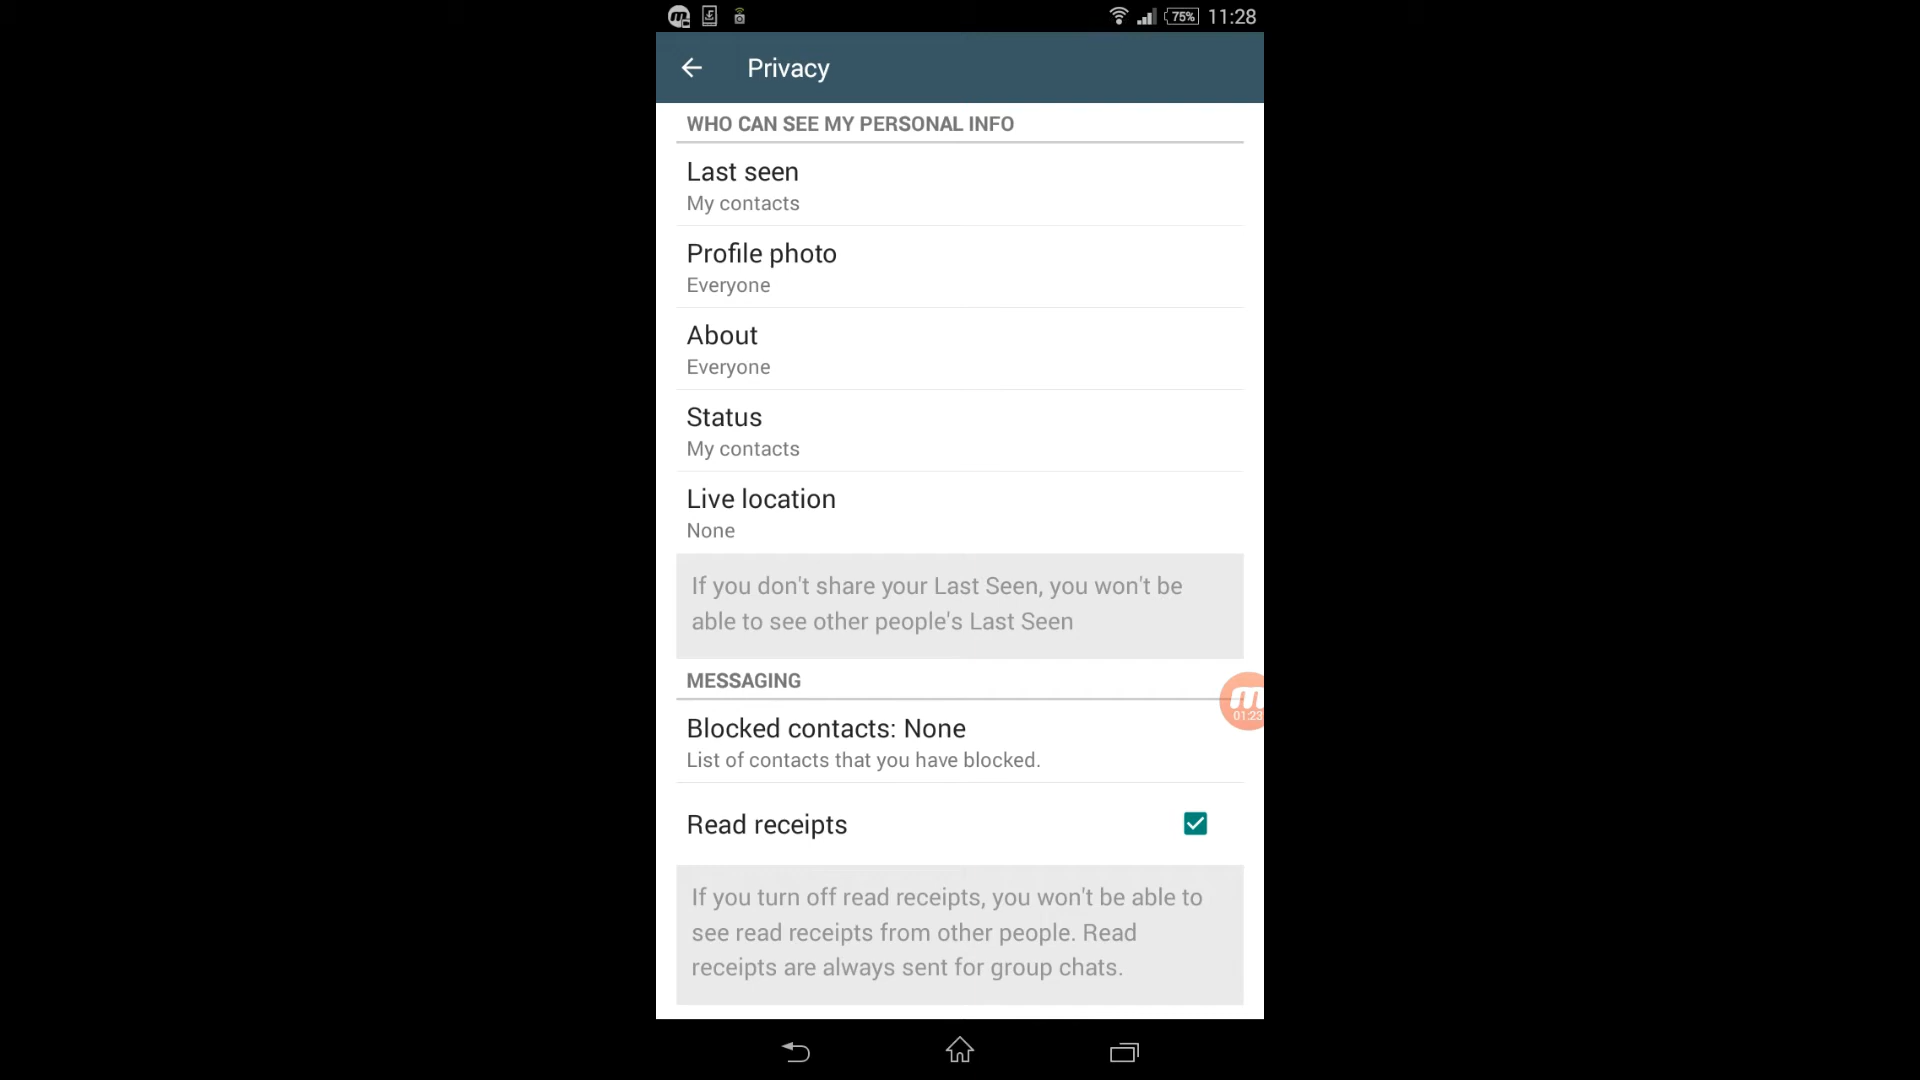 75% 11:28
Privacy
WHO CAN SEE MY PERSONAL INFO
Last seen
My contacts
Profile photo
Everyone
About
Everyone
Status
My contacts
Live location
None
If you don't share your Last Seen, you won't be
able to see other people's Last Seen
MESSAGING
01:23
Blocked contacts: None
List of contacts that you have blocked.
Read receipts
If you turn off read receipts, you won't be able to
see read receipts from other people. Read
receipts are always sent for group chats.